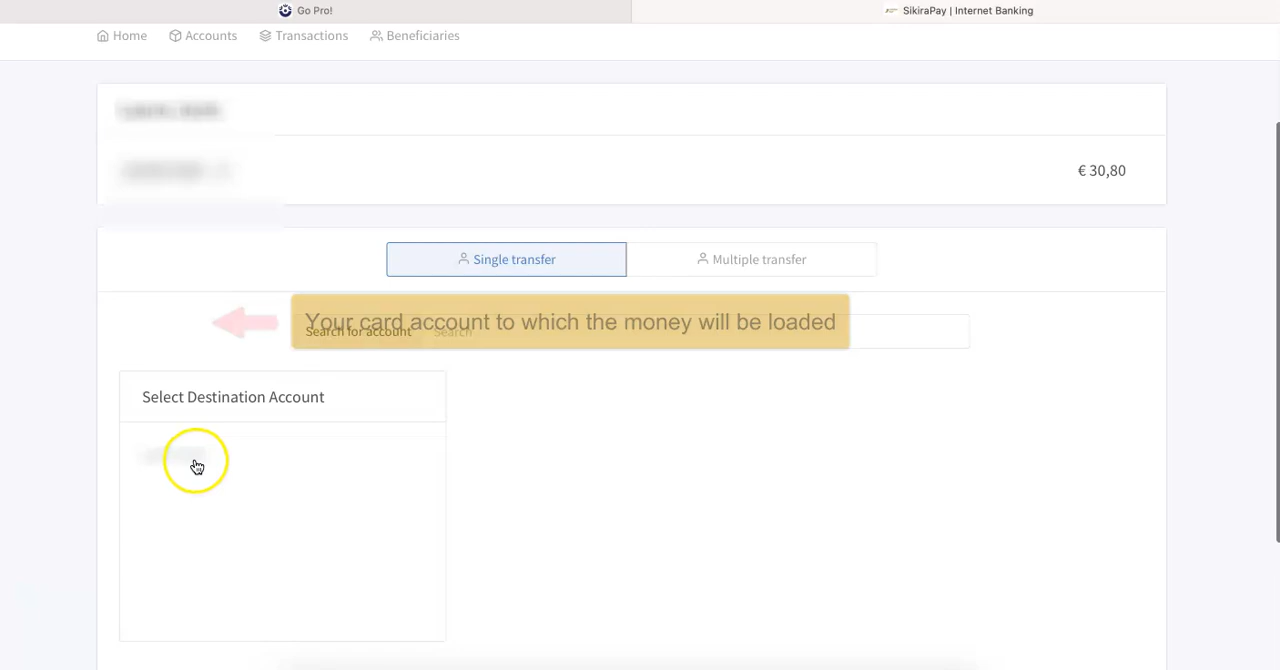 Go Pro!
SikiraPay | Internet Banking
Home Accounts Transactions Beneficiaries
€ 30,80
Single transfer Multiple transfer
Your card account to which the money will be loaded
Search for account Search
Select Destination Account